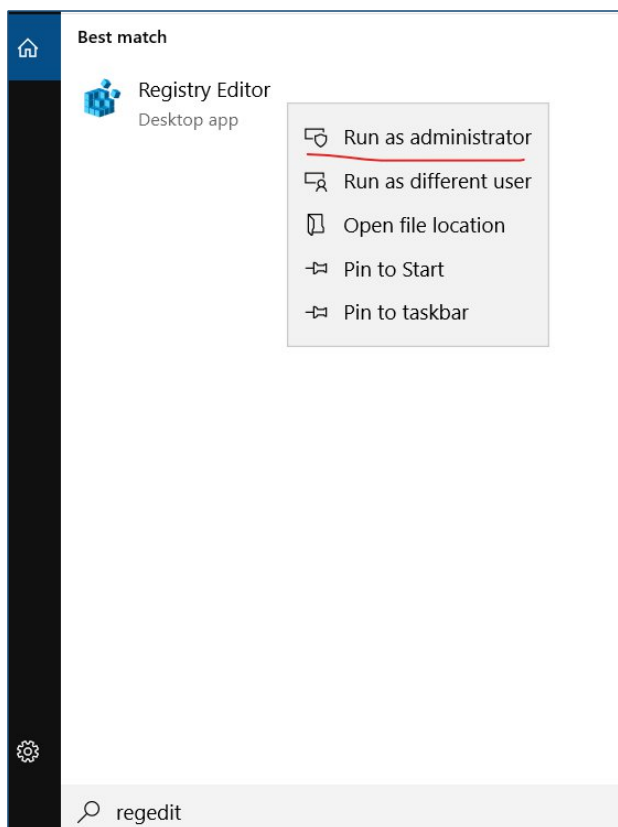 Best match
Registry Editor
Desktop app
Run as administrator
Run as different user
Open file location
Pin to Start
Pin to taskbar
regedit